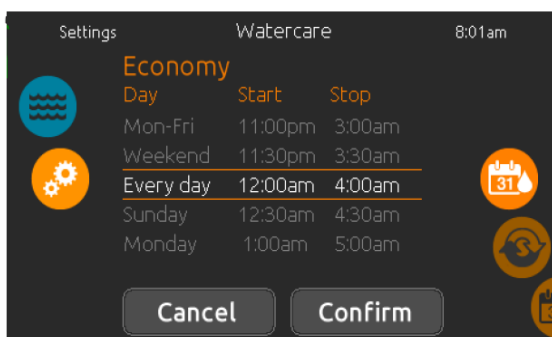 Settings Watercare 8:01am
Economy
Day Start Stop
Mon-Fri 11:00pm 3:00am
Weekend 11:30pm 3:30am
Every day 12:00am 4:00am
31
Sunday 12:30am 4:30am
Monday 1:00am 5:00am
S
Cancel Confirm